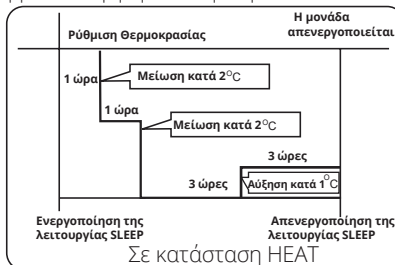 Η μονάδα
Ρύθμιση Θερμοκρασίας
απενεργοποιείται
1 ώρα
Μείωση κατά 2°C
1 ώρα
Μείωση κατά 2°C
3 ώρες
3 ώρες
Αύξηση κατά 1°C
Ενεργοποίηση της
λειτουργίας SLEEP
Απενεργοποίηση της
λειτουργίας SLEEP
Σε κατάσταση HEAT